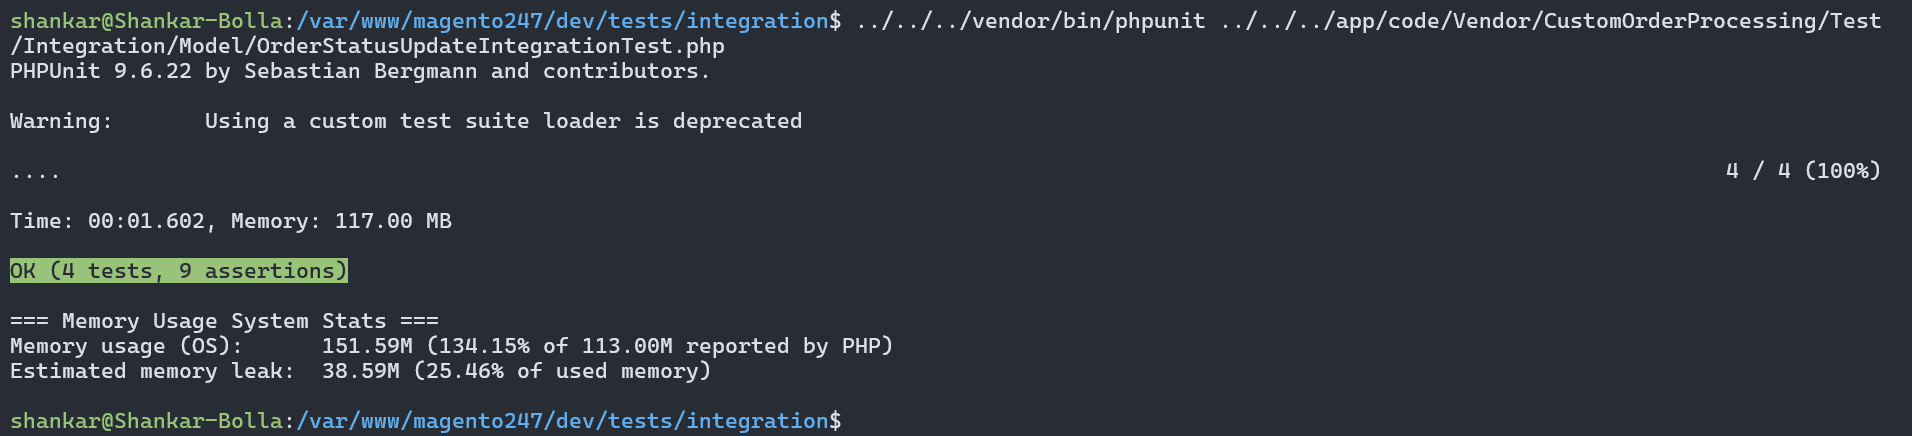 shankar@Shankar-Bolla:/var/www/magento247/dev/tests/integration$ ../../../vendor/bin/phpunit ../../../app/code/Vendor/CustomOrderProcessing/Test
/Integration/Model/OrderStatusUpdateIntegrationTest.php
PHPUnit 9.6.22 by Sebastian Bergmann and contributors.
Warning:       Using a custom test suite loader is deprecated
....                                                                4 / 4 (100%)
Time: 00:01.602, Memory: 117.00 MB
OK (4 tests, 9 assertions)
=== Memory Usage System Stats ===
Memory usage (OS):      151.59M (134.15% of 113.00M reported by PHP)
Estimated memory leak:  38.59M (25.46% of used memory)
shankar@Shankar-Bolla:/var/www/magento247/dev/tests/integration$